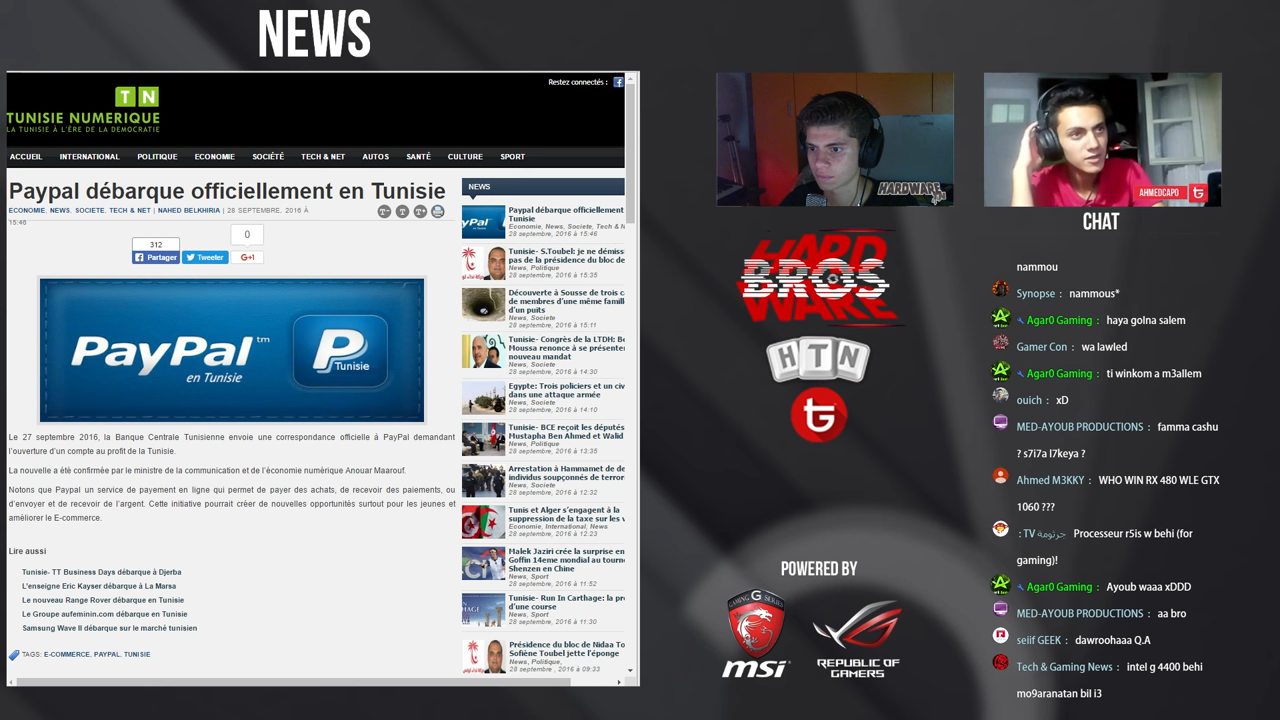 NEWS
Restez connectés :
TN
TUNISIE NUMERIQUE
LA TUNISIE À L'ÈRE DE LA DEMOCRATIE
ACCUEIL INTERNATIONAL POLITIQUE ECONOMIE SOCIÉTÉ TECH & NET AUTOS SANTÉ CULTURE SPORT
Paypal débarque officiellement en Tunisie
ECONOMIE, NEWS, SOCIETE, TECH & NET | NAHED BELKHIRIA | 28 SEPTEMBRE, 2016 À
15:46
312
0
Partager
Tweeter
G+1
PayPal™
en Tunisie
Tunisie
Le 27 septembre 2016, la Banque Centrale Tunisienne envoie une correspondance officielle á PayPal demandant
l'ouverture d'un compte au profit de la Tunisie.
La nouvelle a été confirmée par le ministre de la communication et de l'économie numérique Anouar Maarouf.
Notons que Paypal un service de payement en ligne qui permet de payer des achats, de recevoir des paiements, ou
d'envoyer et de recevoir de l'argent. Cette initiative pourrait créer de nouvelles opportunités surtout pour les jeunes et
améliorer le E-commerce.
Lire aussi
Tunisie- TT Business Days débarque à Djerba
L'enseigne Eric Kayser débarque à La Marsa
Le nouveau Range Rover débarque en Tunisie
Le Groupe aufeminin.com débarque en Tunisie
Samsung Wave II débarque sur le marché tunisien
TAGS: E-COMMERCE, PAYPAL, TUNISIE
NEWS
Paypal débarque officiellement
Tunisie
Economie, News, Societe, Tech & N
28 septembre, 2016 à 15:46
Tunisie- S.Toubel: je ne démiss
pas de la présidence du bloc de
News, Politique
28 septembre, 2016 à 15:35
Découverte à Sousse de trois c
de membres d'une même famill
d'un puits
News, Societe
28 septembre, 2016 à 15:11
Tunisie- Congrès de la LTDH: Be
Moussa renonce à se présenter
nouveau mandat
News, Societe
28 septembre, 2016 à 14:30
Egypte: Trois policiers et un civ
dans une attaque armée
News, Societe
28 septembre, 2016 à 14:10
Tunisie- BCE reçoit les députés
Mustapha Ben Ahmed et Walid
News, Politique
28 septembre, 2016 à 13:35
Arrestation à Hammamet de de
individus soupçonnés de terror
News, Societe
28 septembre, 2016 à 12:32
Tunis et Alger s'engagent à la
suppression de la taxe sur les v
Economie, International, News
28 septembre, 2016 à 12:23
Malek Jaziri crée la surprise en
Goffin 14eme mondial au tourn
Shenzen en Chine
News, Sport
28 septembre, 2016 à 11:52
Tunisie- Run In Carthage: la pr
d'une course
News, Sport
28 septembre, 2016 à 11:30
Présidence du bloc de Nidaa To
Sofiène Toubel jette l'éponge
News, Politique,
28 septembre , 2016 à 09:33
HARDWARE
AHMEDCAPO
HARD
BROS
WARE
HTN
POWERED BY
GAMING G SERIES
msi
REPUBLIC OF
GAMERS
CHAT
nammou
Synopse : nammous*
Agar0 Gaming : haya golna salem
Gamer Con : wa lawled
Agar0 Gaming : ti winkom a m3allem
ouich : xD
MED-AYOUB PRODUCTIONS : famma cashu
? s7i7a l7keya ?
Ahmed M3KKY : WHO WIN RX 480 WLE GTX
1060 ???
: TV جرثومة Processeur r5is w behi (for
gaming)!
Agar0 Gaming : Ayoub waaa xDDD
MED-AYOUB PRODUCTIONS : aa bro
seiif GEEK : dawroohaaa Q.A
Tech & Gaming News : intel g 4400 behi
mo9aranatan bil i3